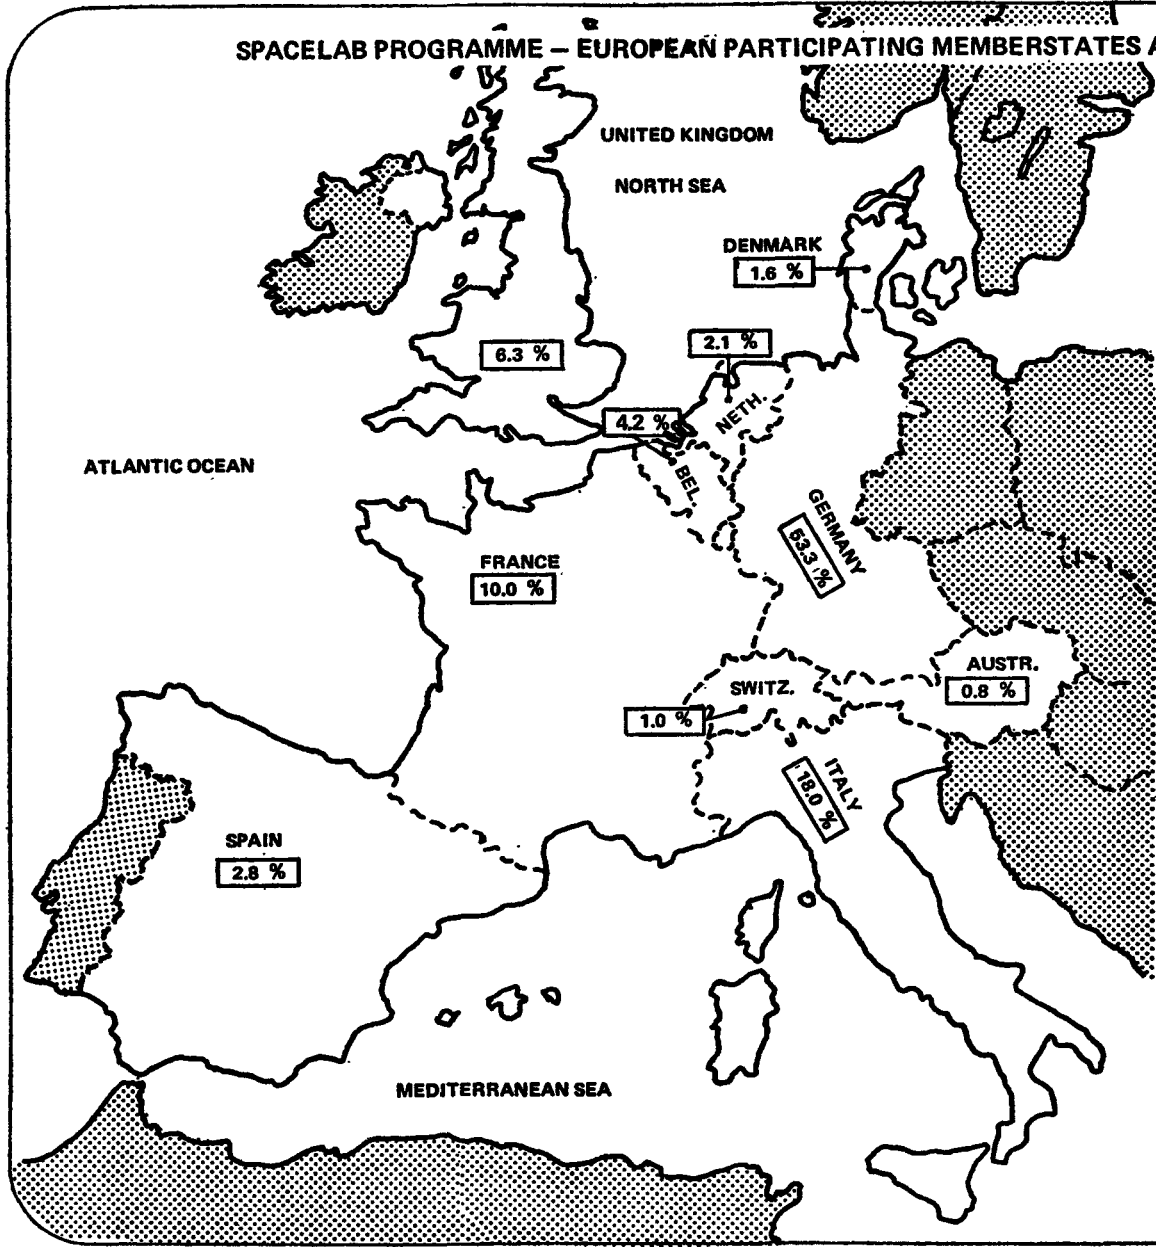 SPACELAB PROGRAMME – EUROPEAN PARTICIPATING MEMBERSTATES A
UNITED KINGDOM
NORTH SEA
DENMARK
1.6 %
2.1 %
6.3 %
4.2 %
NETH.
ATLANTIC OCEAN
BEL.
GERMANY
63.3 %
FRANCE
10.0 %
AUSTR.
0.8 %
SWITZ.
1.0 %
ITALY
18.0 %
SPAIN
2.8 %
MEDITERRANEAN SEA